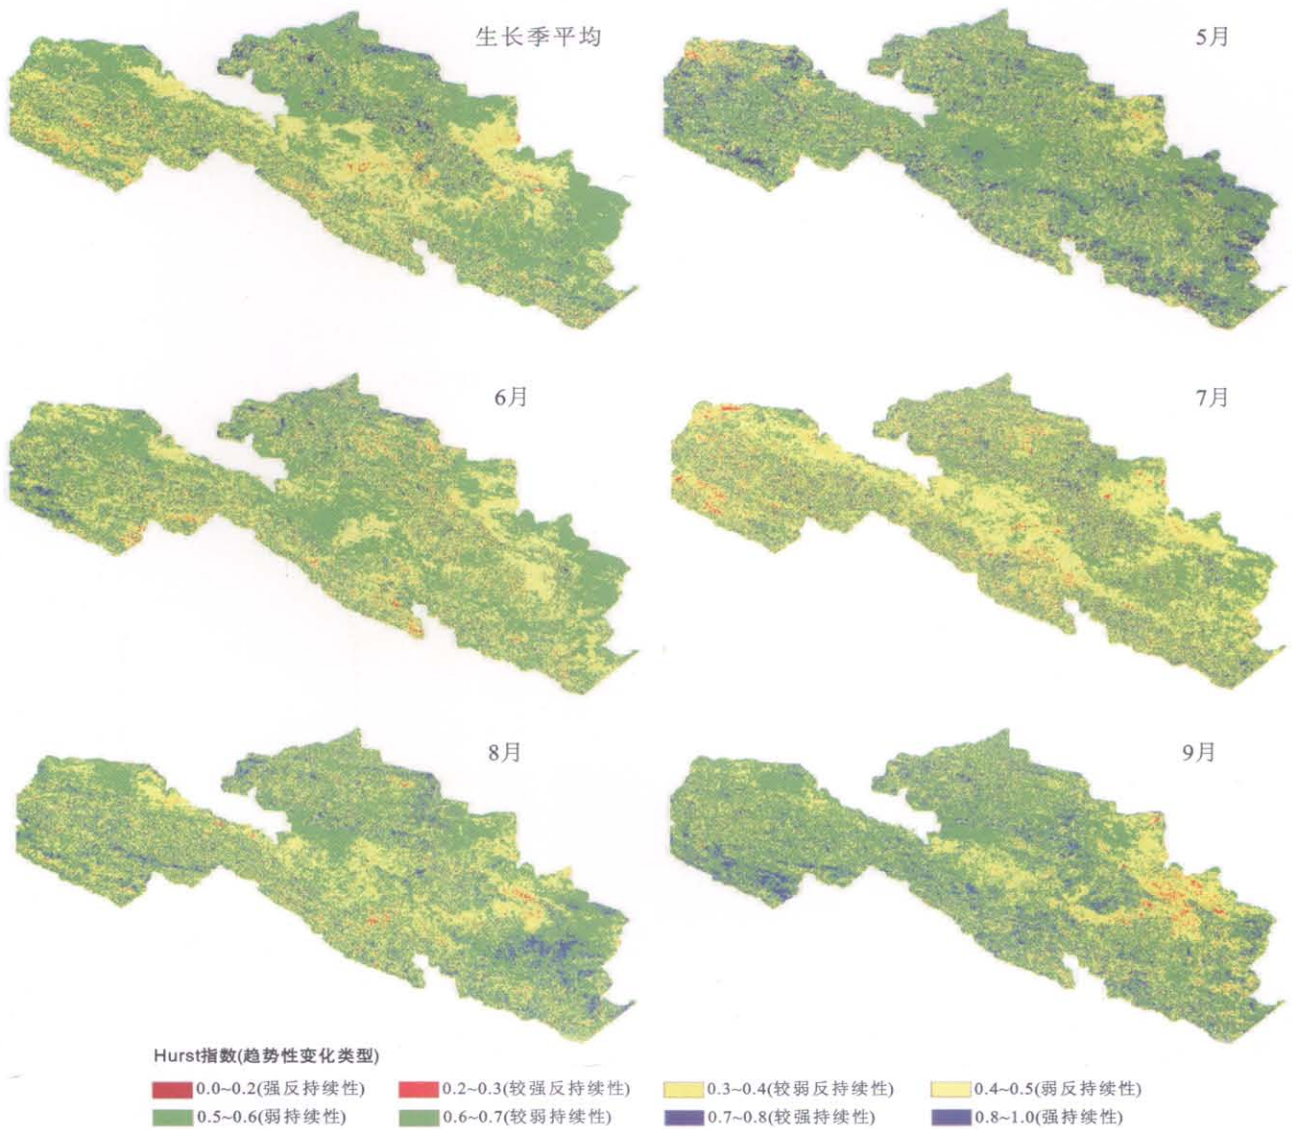 生长季平均
5月
6月
7月
8月
9月
Hurst指数(趋势性变化类型)
0.0~0.2(强反持续性) 0.2~0.3(较强反持续性) 0.3~0.4(较弱反持续性) 0.4~0.5(弱反持续性)
0.5~0.6(弱持续性) 0.6~0.7(较弱持续性) 0.7~0.8(较强持续性) 0.8~1.0(强持续性)